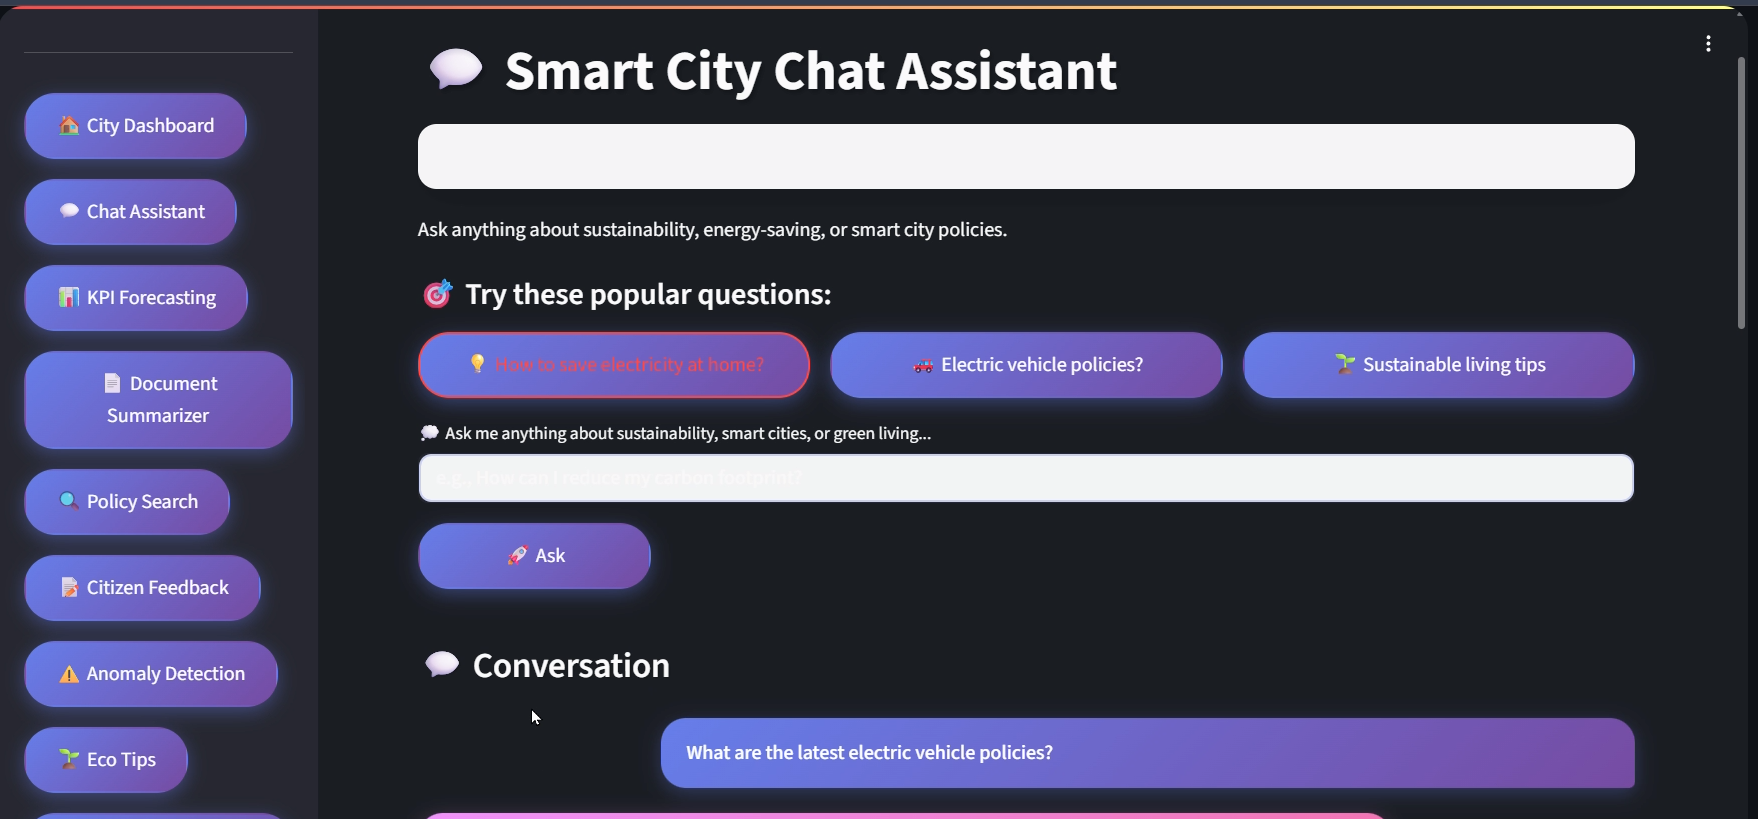 Smart City Chat Assistant
City Dashboard
Chat Assistant
KPI Forecasting
Document
Summarizer
Policy Search
Citizen Feedback
Anomaly Detection
Eco Tips
Ask anything about sustainability, energy-saving, or smart city policies.
Try these popular questions:
How to save electricity at home?
Electric vehicle policies?
Sustainable living tips
Ask me anything about sustainability, smart cities, or green living...
e.g., How can I reduce my carbon footprint?
Ask
Conversation
What are the latest electric vehicle policies?